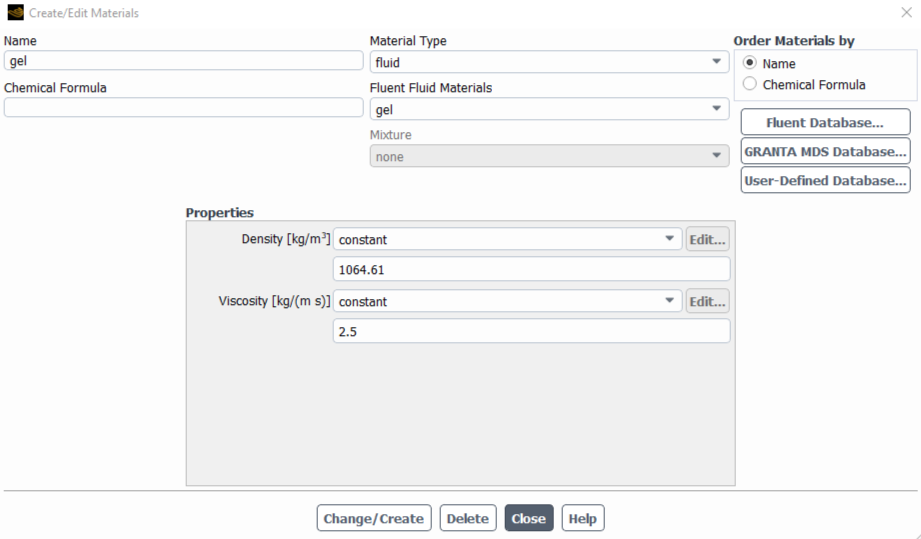 Create/Edit Materials
Name
gel
Chemical Formula
Material Type
fluid
Fluent Fluid Materials
gel
Mixture
none
Order Materials by
Name
Chemical Formula
Fluent Database...
GRANTA MDS Database...
User-Defined Database...
Properties
Density [kg/m³] constant Edit...
1064.61
Viscosity [kg/(m s)] constant Edit...
2.5
Change/Create Delete Close Help